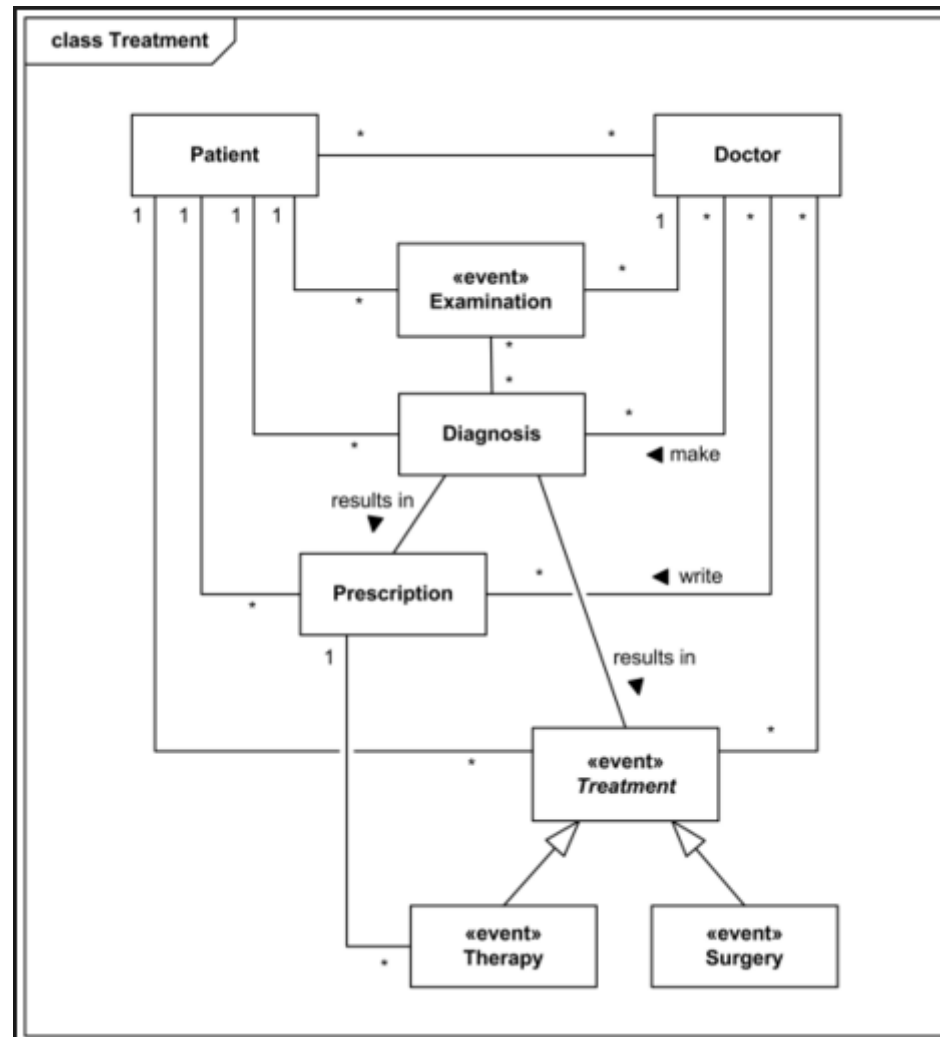 class Treatment
Patient
*
*
Doctor
1
1
1
1
1
*
*
*
«event»
Examination
*
*
*
*
Diagnosis
*
*
◄ make
results in
▼
Prescription
*
◄ write
*
1
results in
▼
«event»
Treatment
*
*
«event»
Therapy
*
«event»
Surgery